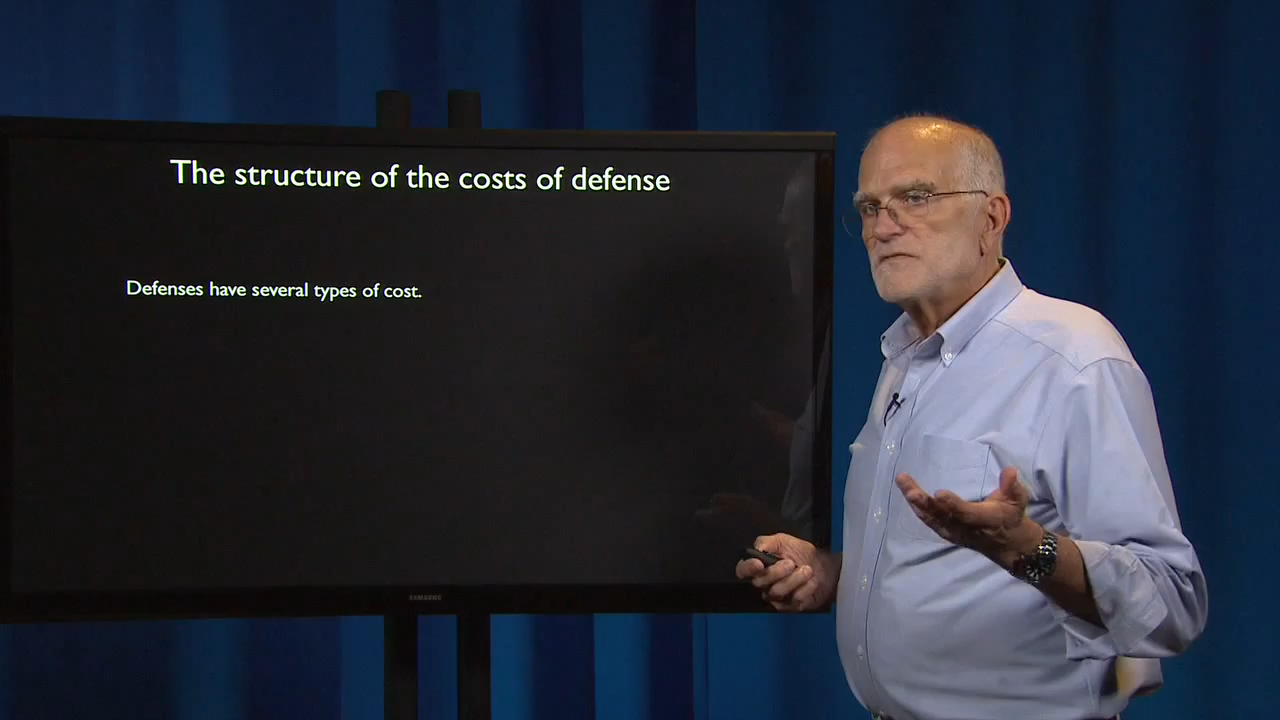 The structure of the costs of defense
Defenses have several types of cost.
SAMSUNG